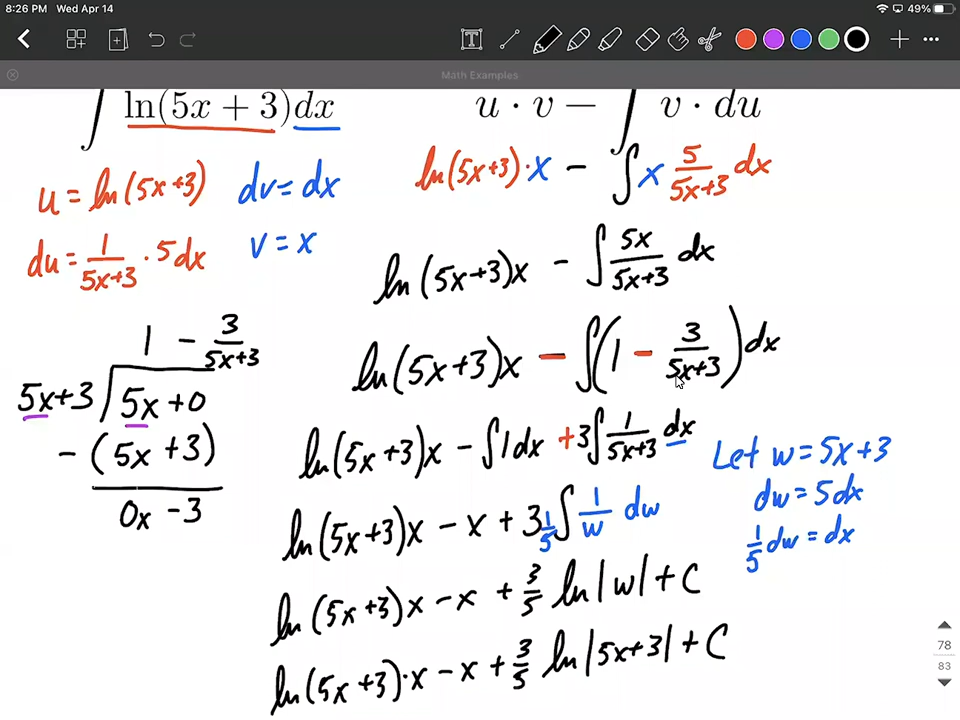 8:26 PM Wed Apr 14
49%
Math Examples
∫ ln(5x + 3)dx
u · v − ∫ v · du
u = ln(5x+3) dv = dx
du = 1/(5x+3) · 5dx v = x
ln(5x+3)·x − ∫ x 5/(5x+3) dx
ln(5x+3)x − ∫ 5x/(5x+3) dx
1 − 3/(5x+3)
5x+3 5x+0
−(5x+3)
0x −3
ln(5x+3)x − ∫(1 − 3/(5x+3))dx
ln(5x+3)x − ∫1dx +3∫ 1/(5x+3) dx
Let w = 5x+3
dw = 5dx
1/5 dw = dx
ln(5x+3)x − x + 3 1/5 ∫ 1/w dw
ln(5x+3)x − x + 3/5 ln|w| + C
ln(5x+3)·x − x + 3/5 ln|5x+3| + C
78
83